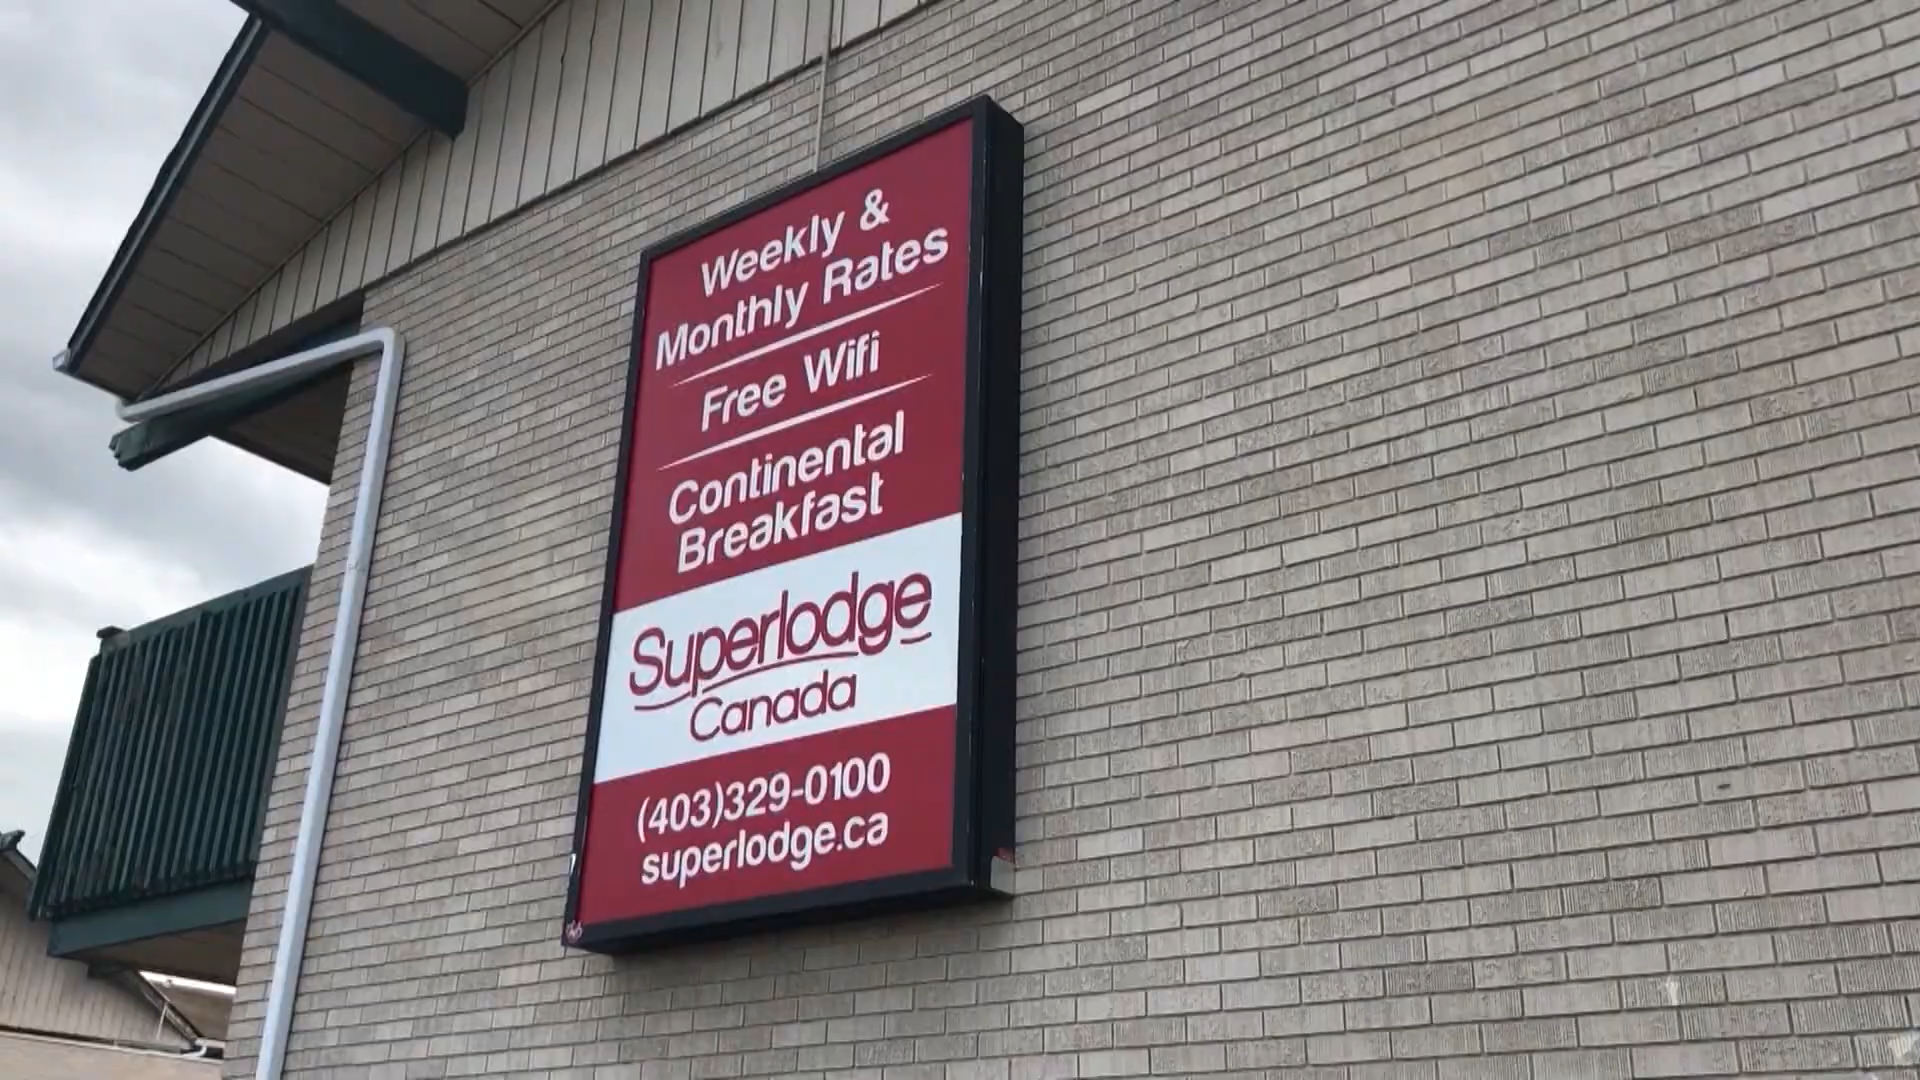 Weekly &
Monthly Rates
Free Wifi
Continental
Breakfast
Superlodge
Canada
(403)329-0100
superlodge.ca